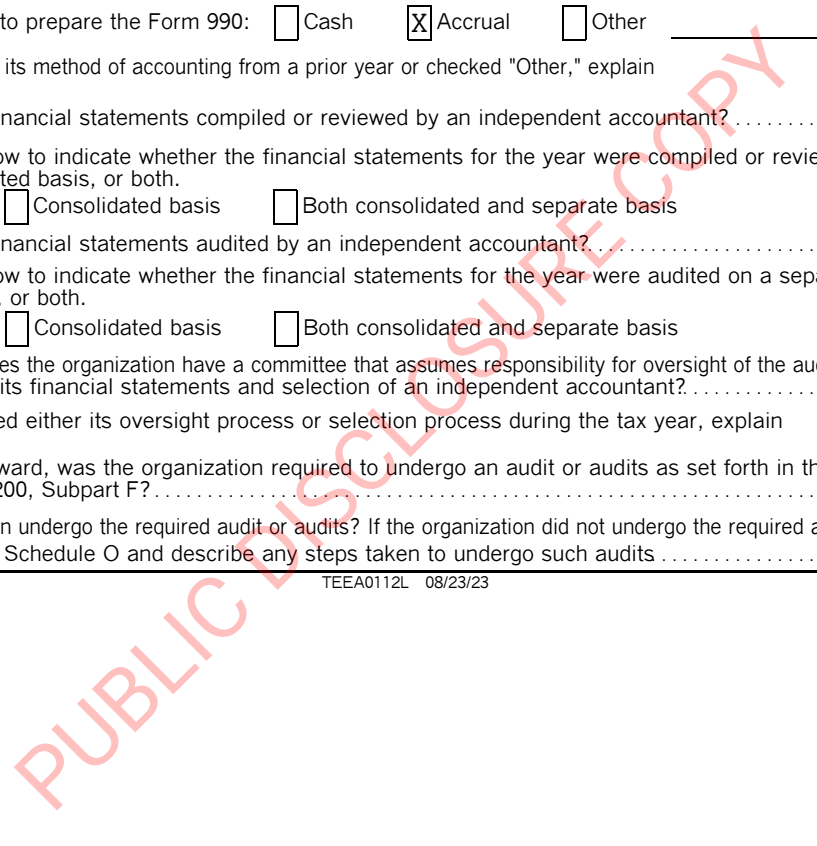 to prepare the Form 990: Cash X Accrual Other
its method of accounting from a prior year or checked "Other," explain
nancial statements compiled or reviewed by an independent accountant? . . . . . . . .
ow to indicate whether the financial statements for the year were compiled or revie
ted basis, or both.
Consolidated basis Both consolidated and separate basis
nancial statements audited by an independent accountant?. . . . . . . . . . . . . . . . . . . . .
ow to indicate whether the financial statements for the year were audited on a sepa
, or both.
Consolidated basis Both consolidated and separate basis
es the organization have a committee that assumes responsibility for oversight of the aud
its financial statements and selection of an independent accountant?. . . . . . . . . . . .
ed either its oversight process or selection process during the tax year, explain
ward, was the organization required to undergo an audit or audits as set forth in th
200, Subpart F?. . . . . . . . . . . . . . . . . . . . . . . . . . . . . . . . . . . . . . . . . . . . . . . . . . . . . . . . . . . . . . . .
n undergo the required audit or audits? If the organization did not undergo the required a
Schedule O and describe any steps taken to undergo such audits. . . . . . . . . . . . . . .
TEEA0112L 08/23/23
PUBLIC DISCLOSURE COPY